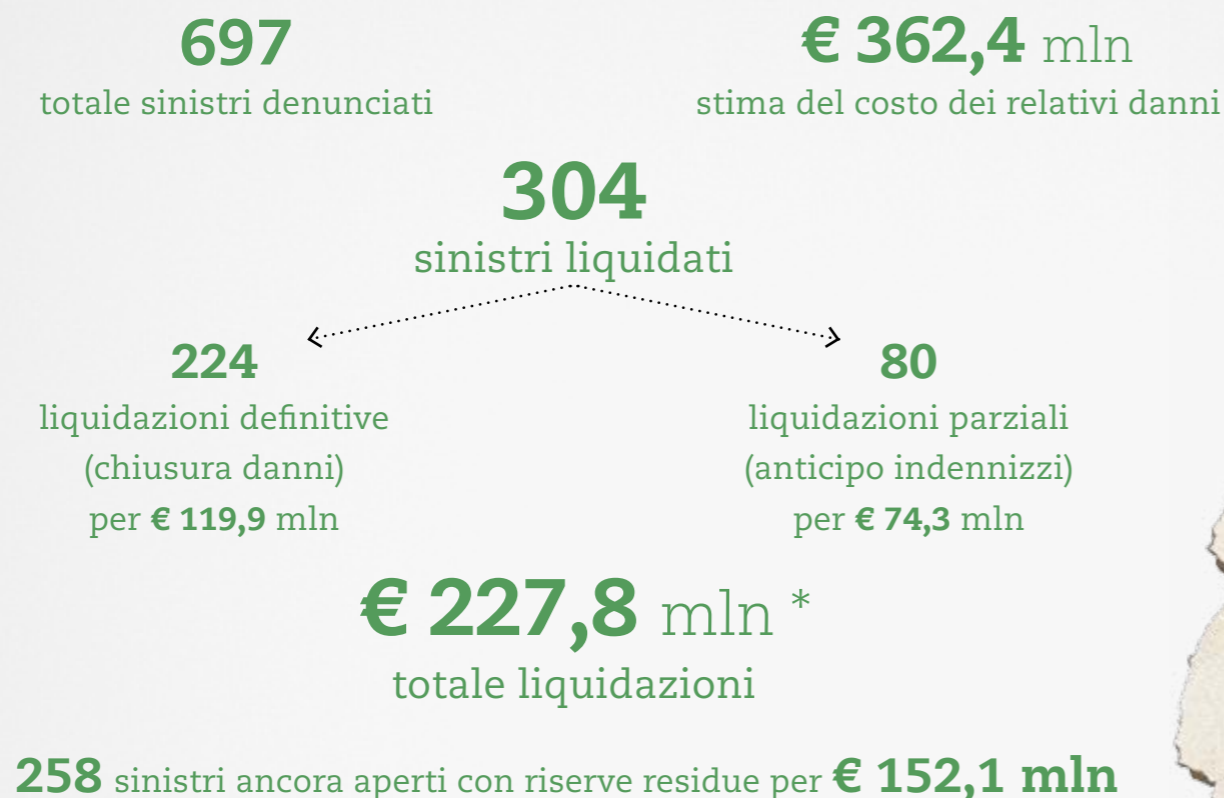 697
totale sinistri denunciati
€ 362,4 mln
stima del costo dei relativi danni
304
sinistri liquidati
224
liquidazioni definitive
(chiusura danni)
per € 119,9 mln
80
liquidazioni parziali
(anticipo indennizzi)
per € 74,3 mln
€ 227,8 mln *
totale liquidazioni
258 sinistri ancora aperti con riserve residue per € 152,1 mln